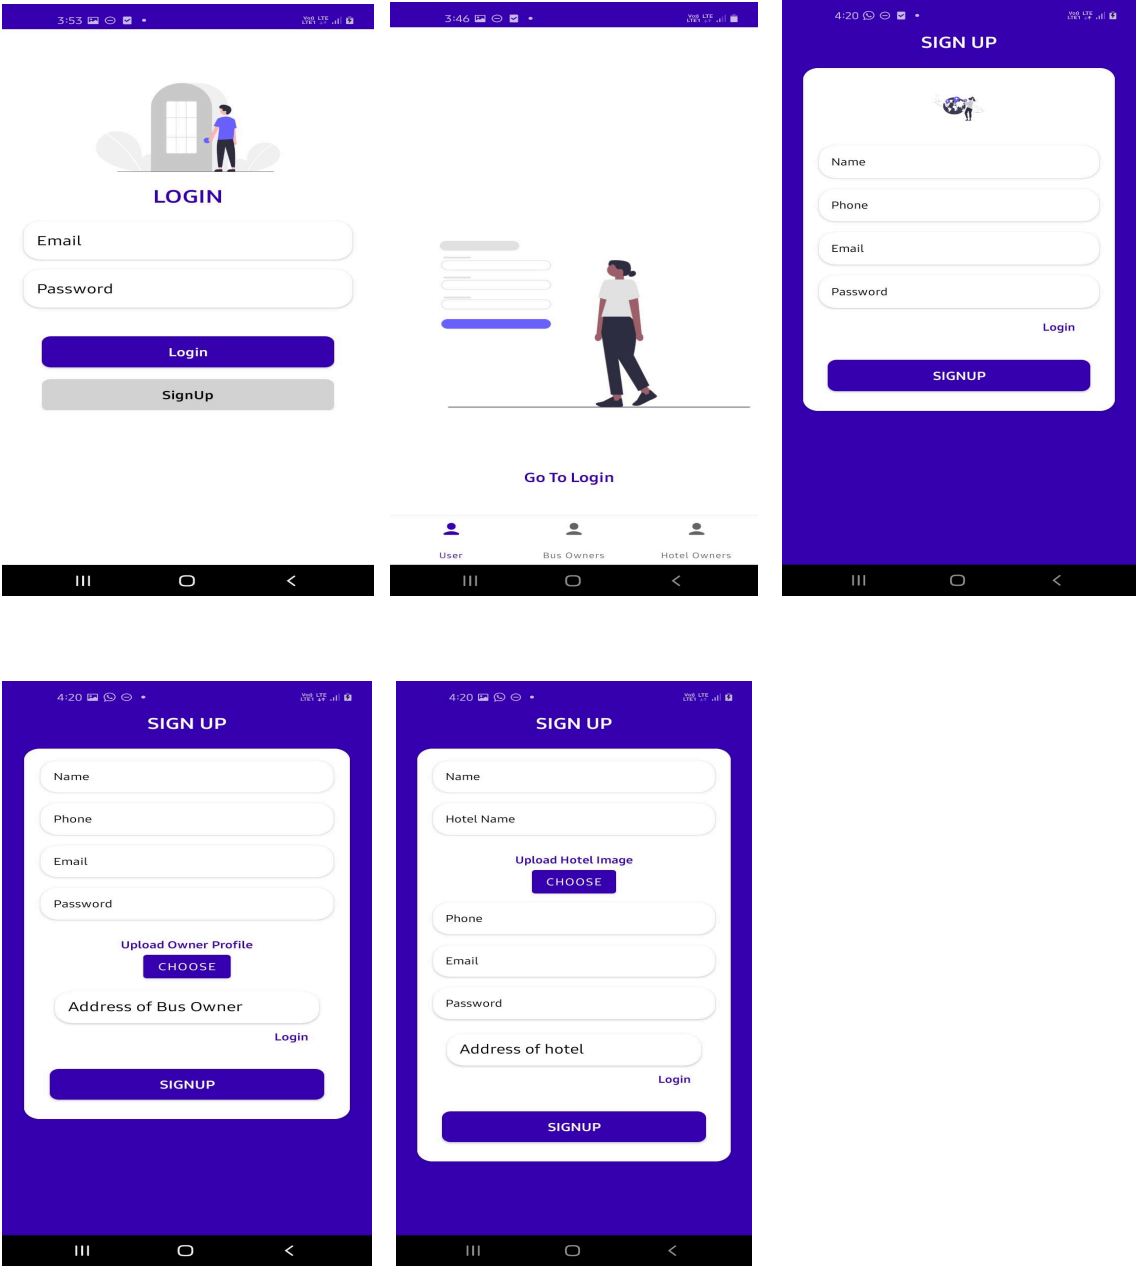 3:53
LOGIN
Email
Password
Login
SignUp
3:46
Go To Login
User Bus Owners Hotel Owners
4:20
SIGN UP
Name
Phone
Email
Password
Login
SIGNUP
4:20
SIGN UP
Name
Phone
Email
Password
Upload Owner Profile
CHOOSE
Address of Bus Owner
Login
SIGNUP
4:20
SIGN UP
Name
Hotel Name
Upload Hotel Image
CHOOSE
Phone
Email
Password
Address of hotel
Login
SIGNUP